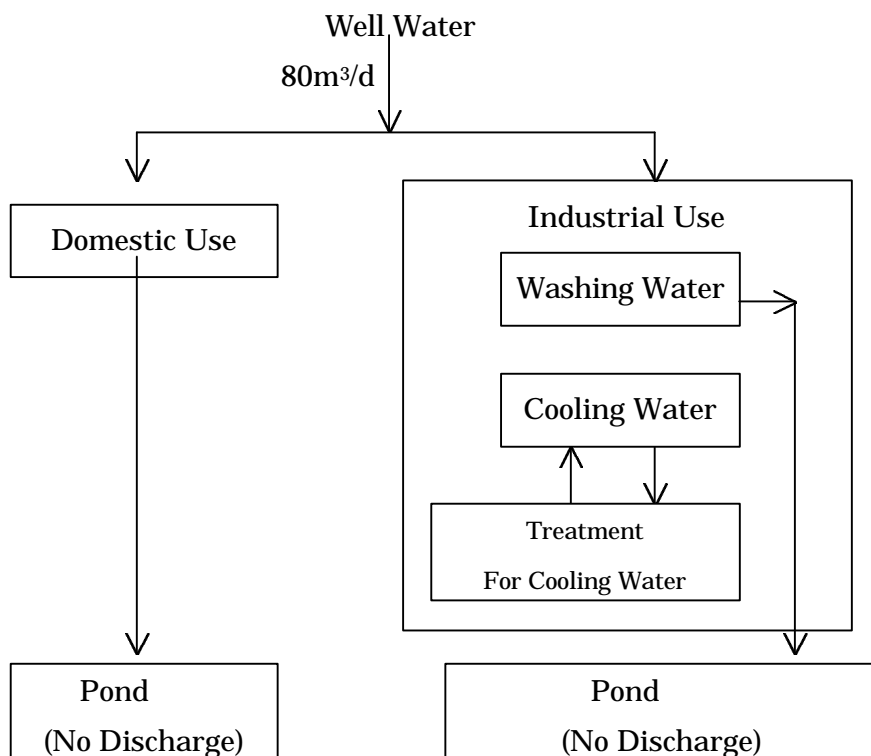 Well Water
80m³/d
Domestic Use
Industrial Use
Washing Water
Cooling Water
Treatment
For Cooling Water
Pond
(No Discharge)
Pond
(No Discharge)